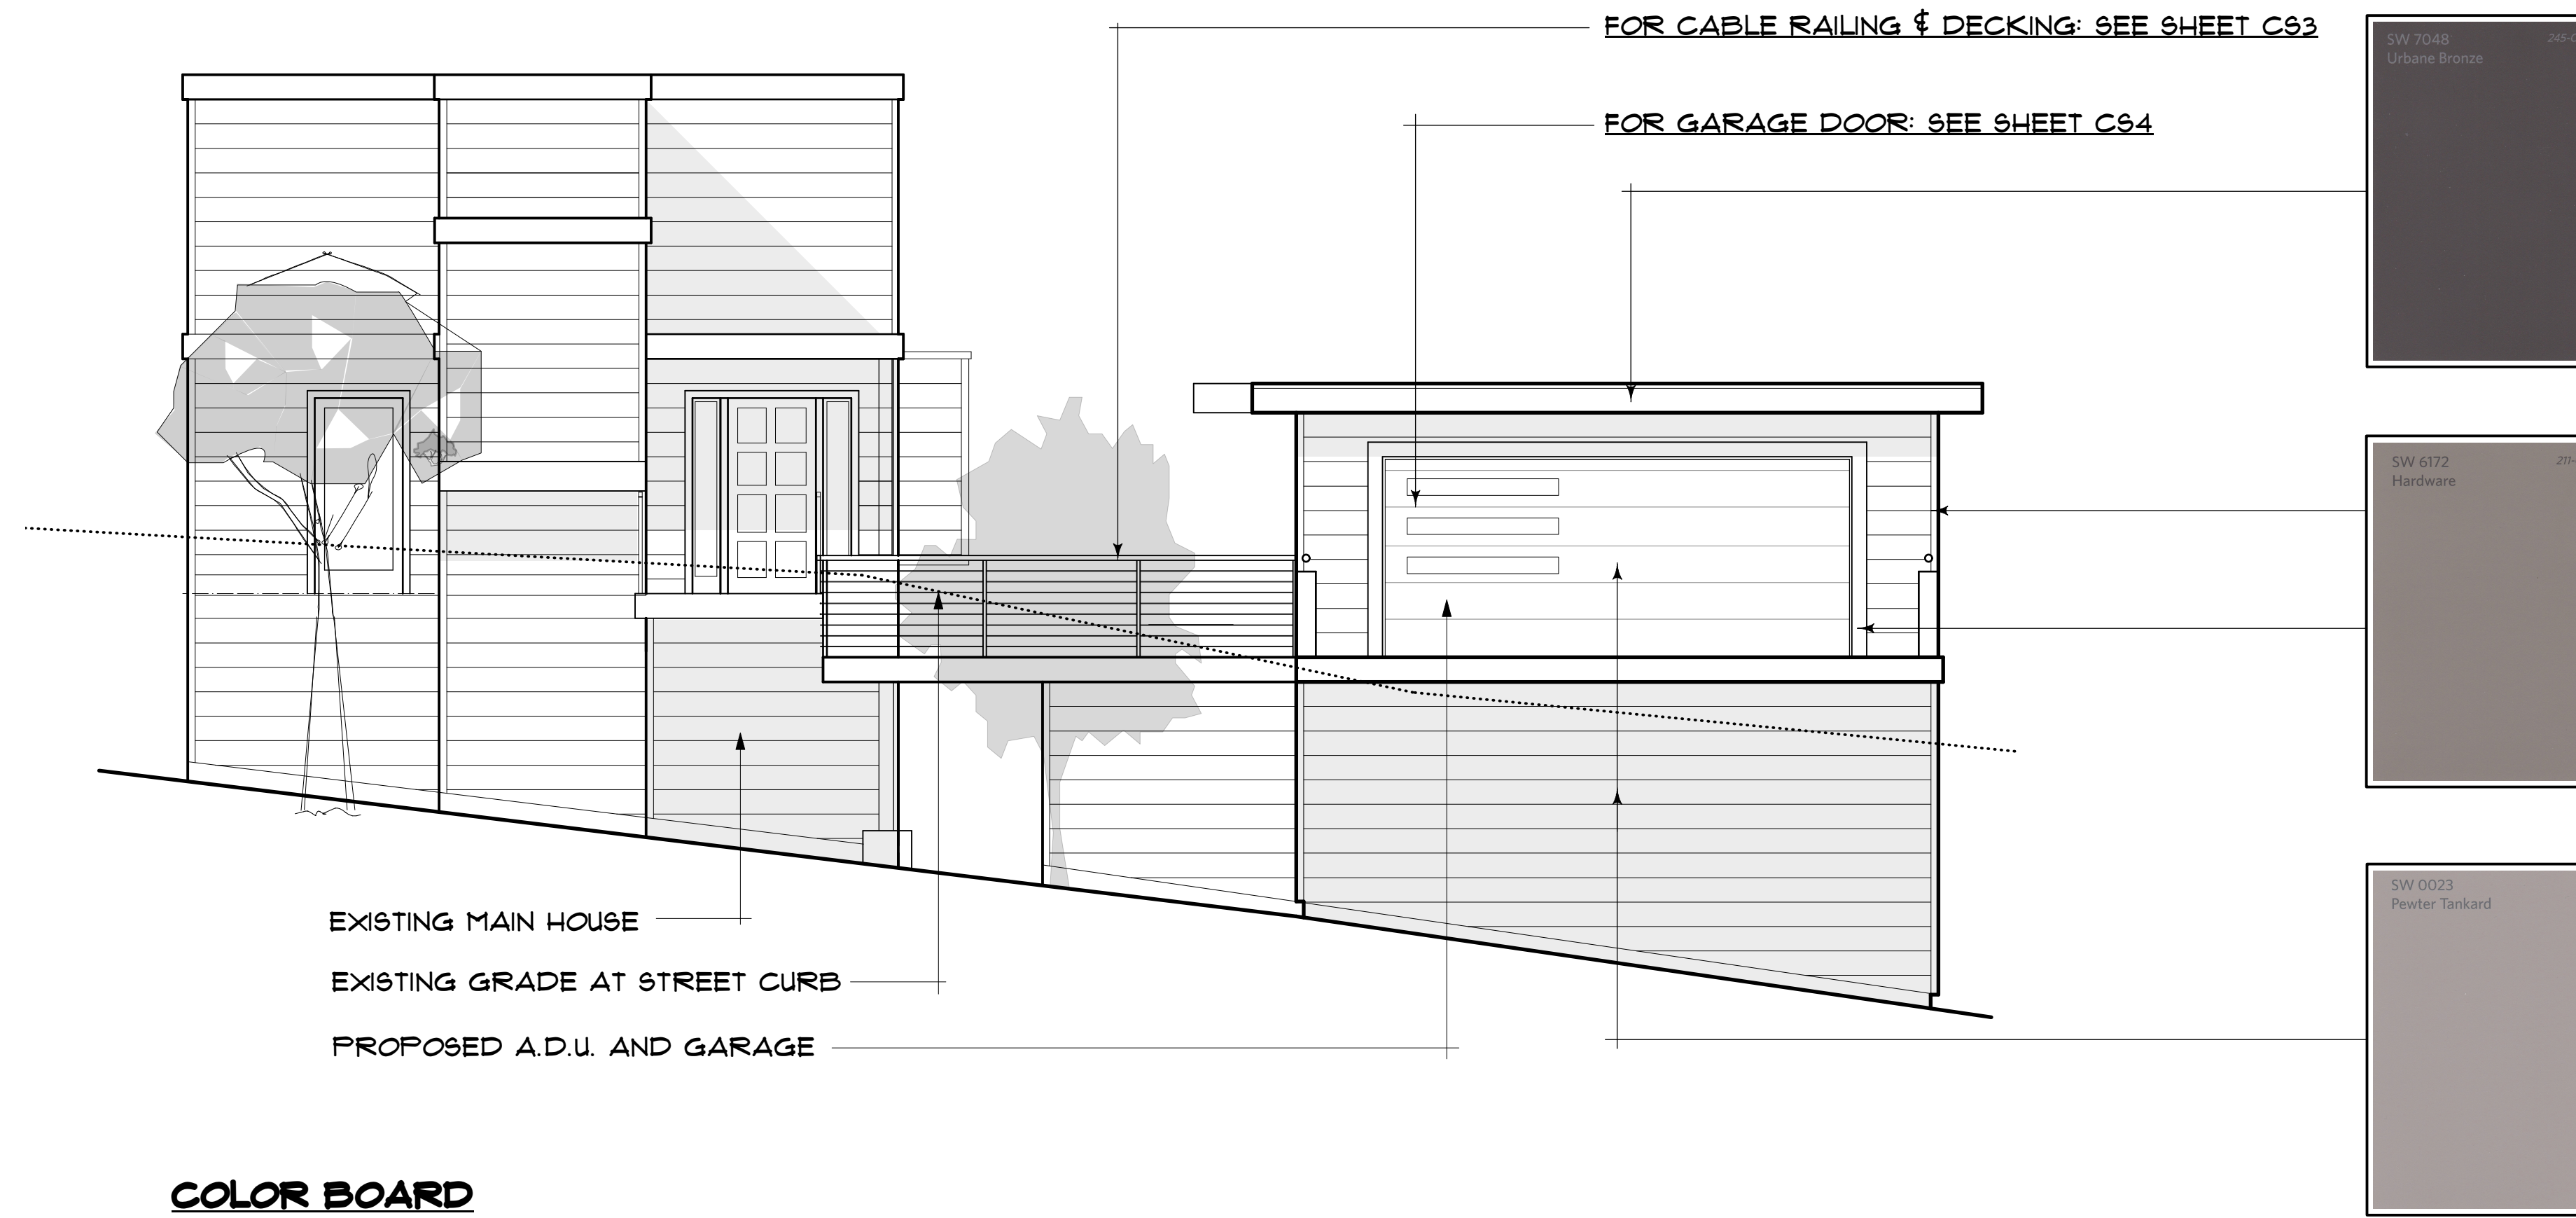 FOR CABLE RAILING & DECKING: SEE SHEET CS3
FOR GARAGE DOOR: SEE SHEET CS4
SW 7048
Urbane Bronze
SW 6172
Hardware
211-
SW 0023
Pewter Tankard
EXISTING MAIN HOUSE
EXISTING GRADE AT STREET CURB
PROPOSED A.D.U. AND GARAGE
COLOR BOARD